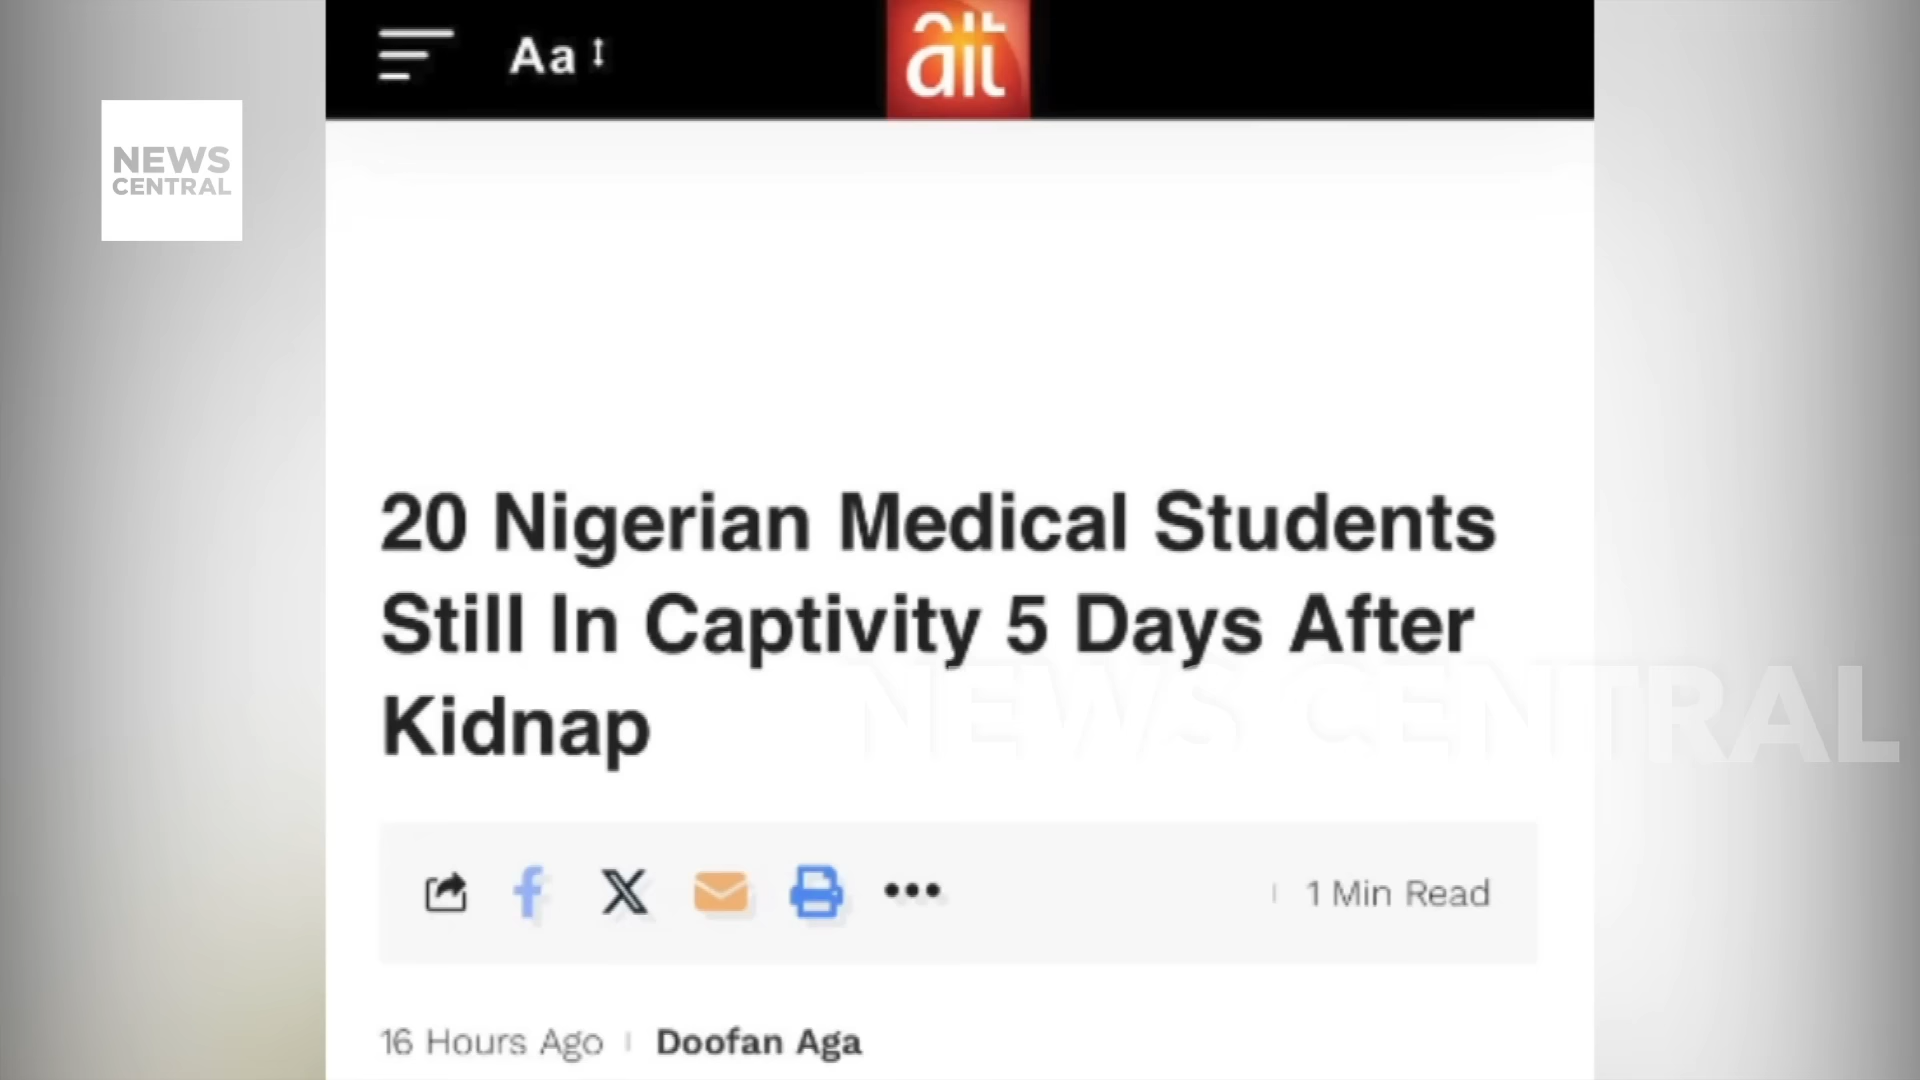 Aa
ait
NEWS
CENTRAL
20 Nigerian Medical Students
Still In Captivity 5 Days After
Kidnap
NEWS CENTRAL
1 Min Read
16 Hours Ago
Doofan Aga